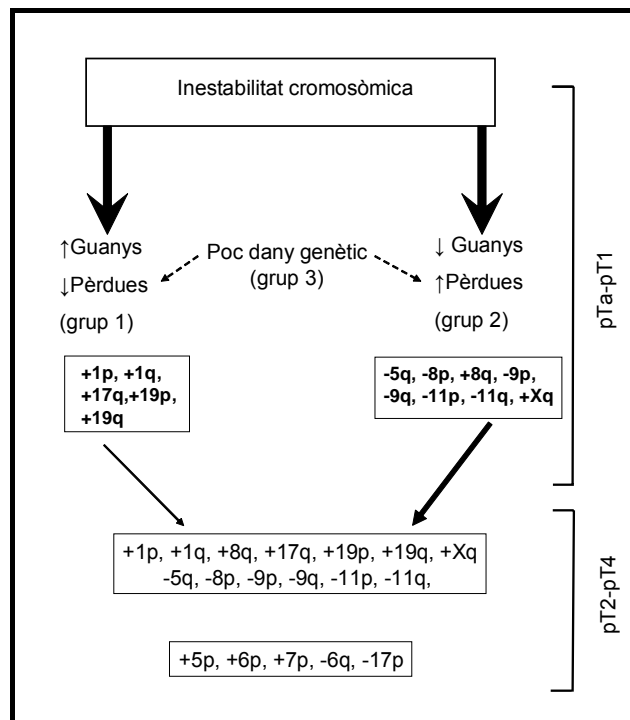 Inestabilitat cromosòmica
↑Guanys
↓Pèrdues
(grup 1)
Poc dany genètic
(grup 3)
↓ Guanys
↑Pèrdues
(grup 2)
+1p, +1q,
+17q,+19p,
+19q
-5q, -8p, +8q, -9p,
-9q, -11p, -11q, +Xq
pTa-pT1
+1p, +1q, +8q, +17q, +19p, +19q, +Xq
-5q, -8p, -9p, -9q, -11p, -11q,
+5p, +6p, +7p, -6q, -17p
pT2-pT4